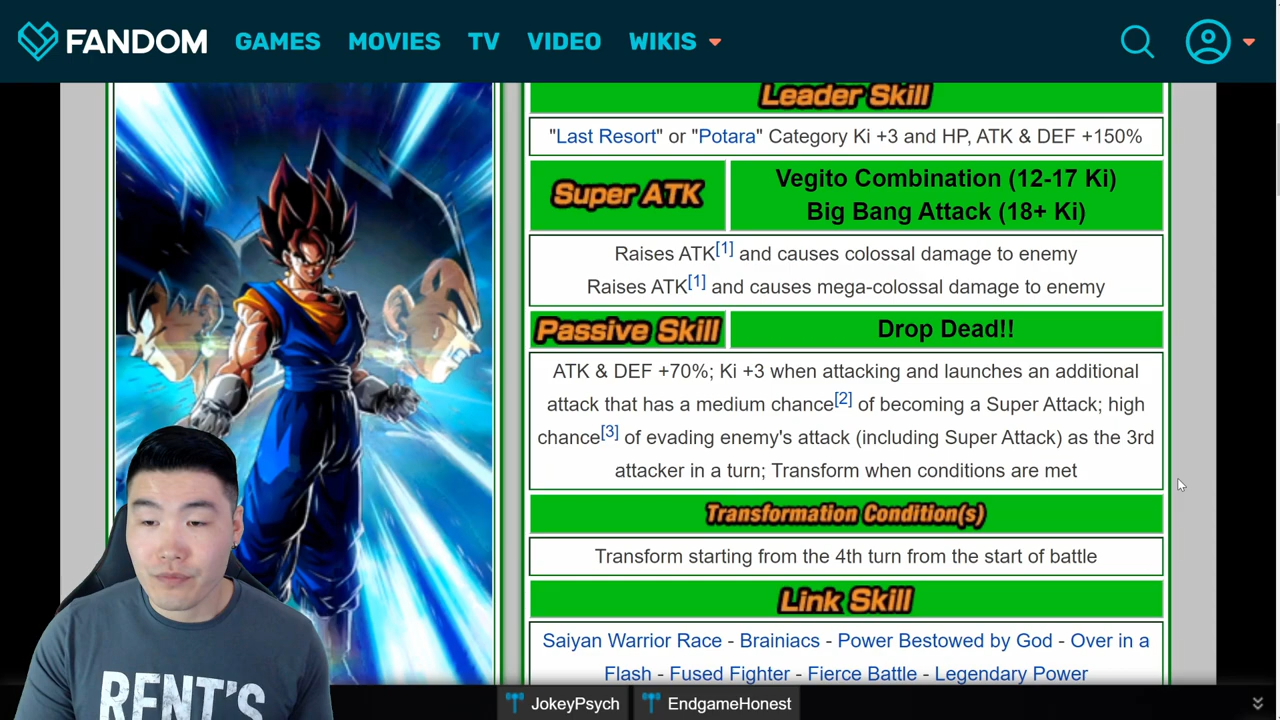 FANDOM GAMES MOVIES TV VIDEO WIKIS
Leader Skill
"Last Resort" or "Potara" Category Ki +3 and HP, ATK & DEF +150%
Super ATK
Vegito Combination (12-17 Ki)
Big Bang Attack (18+ Ki)
Raises ATK[1] and causes colossal damage to enemy
Raises ATK[1] and causes mega-colossal damage to enemy
Passive Skill
Drop Dead!!
ATK & DEF +70%; Ki +3 when attacking and launches an additional
attack that has a medium chance[2] of becoming a Super Attack; high
chance[3] of evading enemy's attack (including Super Attack) as the 3rd
attacker in a turn; Transform when conditions are met
Transformation Condition(s)
Transform starting from the 4th turn from the start of battle
Link Skill
Saiyan Warrior Race - Brainiacs - Power Bestowed by God - Over in a
Flash - Fused Fighter - Fierce Battle - Legendary Power
RENT'S
JokeyPsych
EndgameHonest